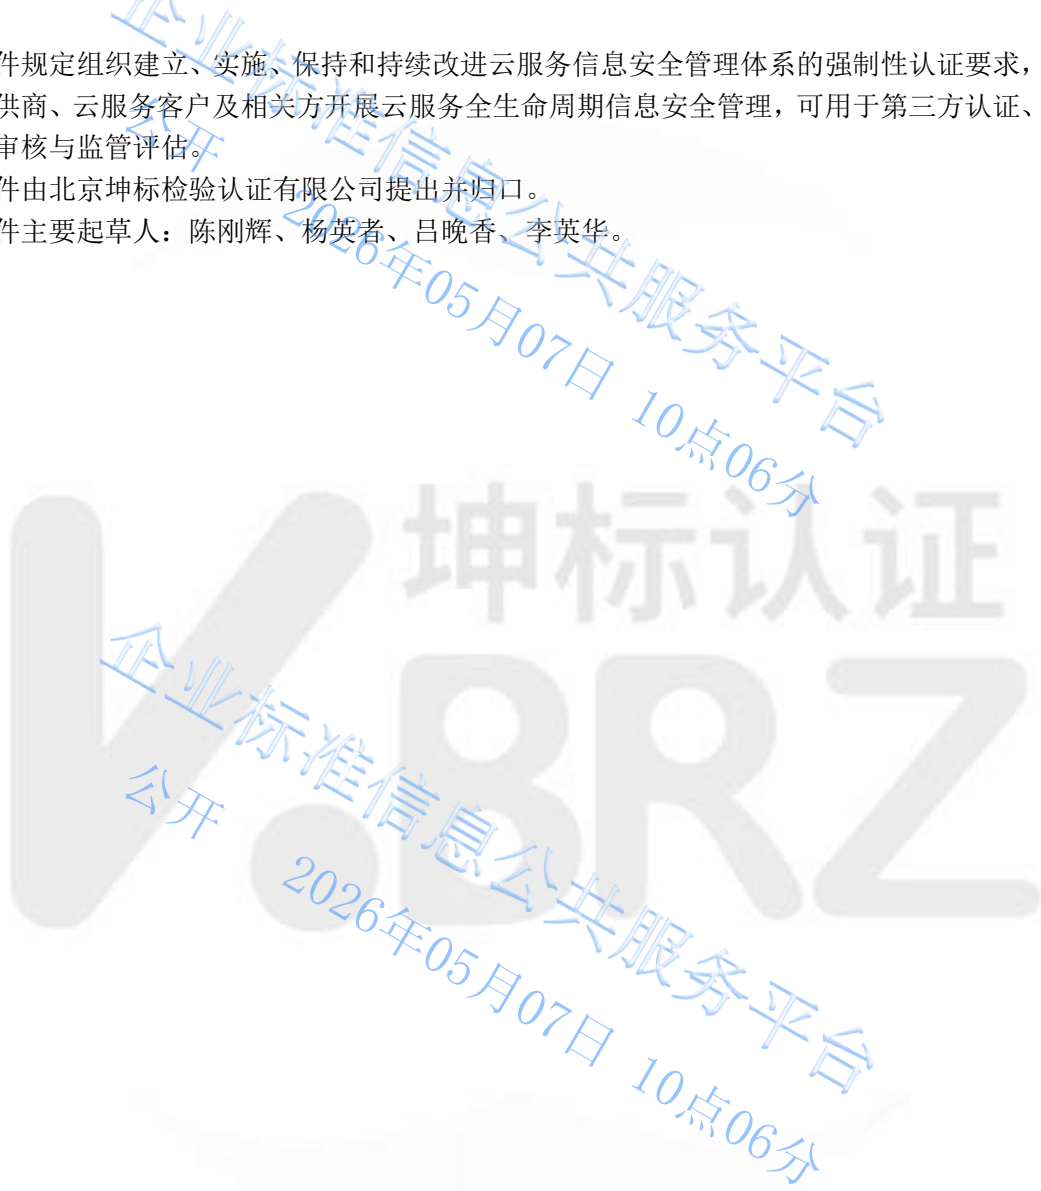 件规定组织建立、实施、保持和持续改进云服务信息安全管理体系的强制性认证要求，
供商、云服务客户及相关方开展云服务全生命周期信息安全管理，可用于第三方认证、
审核与监管评估。
件由北京坤标检验认证有限公司提出并归口。
件主要起草人：陈刚辉、杨英者、吕晚香、李英华。
企业标准信息公共服务平台
公开 2026年05月07日 10点06分
坤标认证
V.BRZ
企业标准信息公共服务平台
公开 2026年05月07日 10点06分